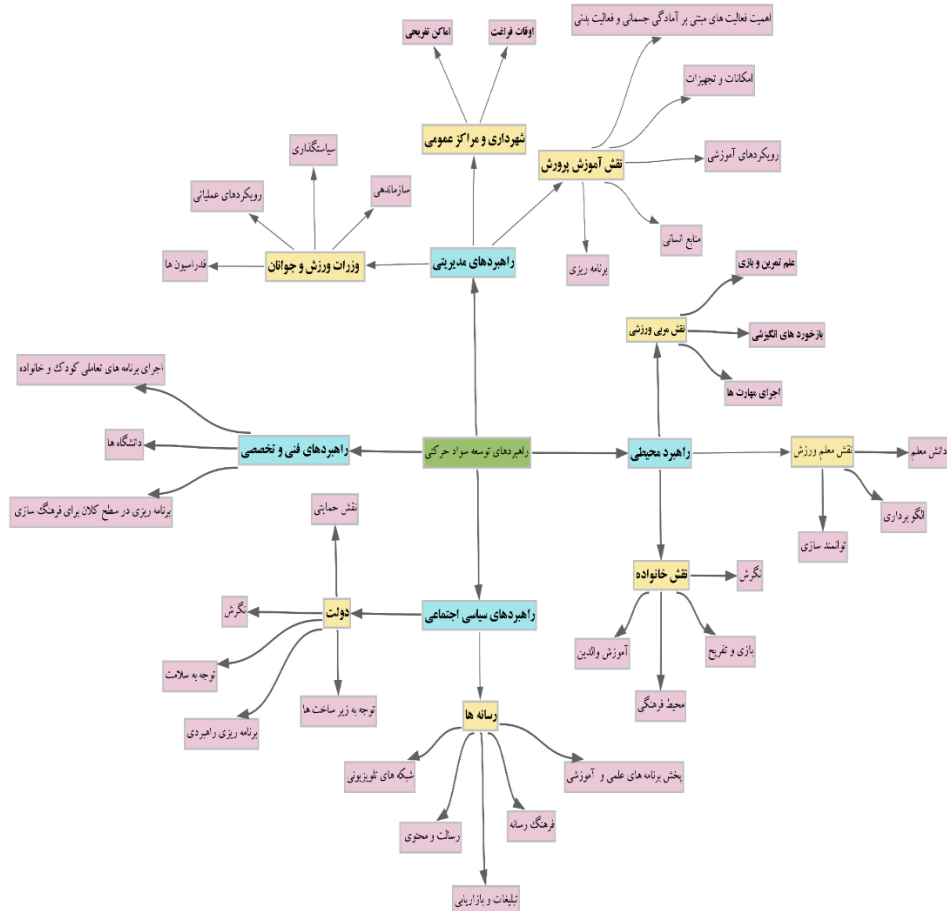 اهمیت فعالیت های مبتنی بر آمادگی جسمانی و فعالیت بدنی
اوقات فراغت
اماکن تفریحی
امکانات و تجهیزات
شهرداری و مراکز عمومی
نقش آموزش پرورش
رویکردهای آموزشی
سیاستگذاری
سازماندهی
رویکردهای عملیاتی
منابع انسانی
برنامه ریزی
راهبردهای مدیریتی
وزرات ورزش و جوانان
فدراسیون ها
علم تمرین و بازی
نقش مربی ورزشی
بازخورد های انگیزشی
اجرای مهارت ها
اجرای برنامه های تعاملی کودک و خانواده
دانشگاه ها
راهبردهای فنی و تخصصی
برنامه ریزی در سطح کلان برای فرهنگ سازی
راهبردهای توسعه سواد حرکتی
راهبرد محیطی
نقش معلم ورزش
دانش معلم
الگو برداری
توانمند سازی
نقش خانواده
نگرش
آموزش والدین
بازی و تفریح
محیط فرهنگی
راهبردهای سیاسی اجتماعی
دولت
نقش حمایتی
نگرش
توجه به سلامت
برنامه ریزی راهبردی
توجه به زیر ساخت ها
رسانه ها
شبکه های تلویزیونی
پخش برنامه های علمی و آموزشی
رسالت و محتوی
فرهنگ رسانه
تبلیغات و بازاریابی